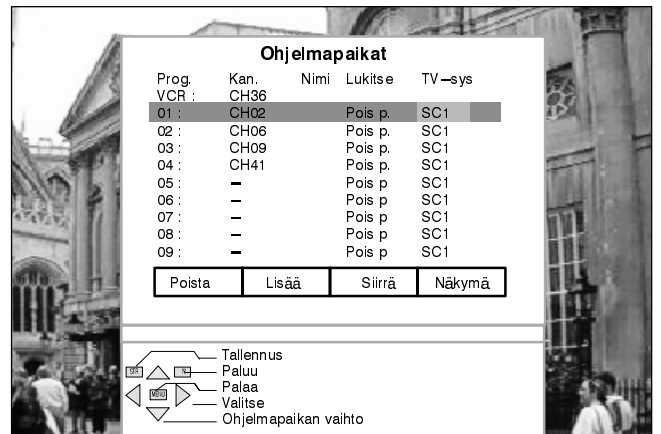 Ohjelmapaikat
Prog. Kan. Nimi Lukitse TV–sys
VCR : CH36
01 : CH02 Pois p. SC1
02 : CH06 Pois p. SC1
03 : CH09 Pois p. SC1
04 : CH41 Pois p. SC1
05 : – Pois p SC1
06 : – Pois p SC1
07 : – Pois p SC1
08 : – Pois p SC1
09 : – Pois p SC1
Poista Lisää Siirrä Näkymä
Tallennus
STR N Paluu
Palaa
MENU Valitse
Ohjelmapaikan vaihto